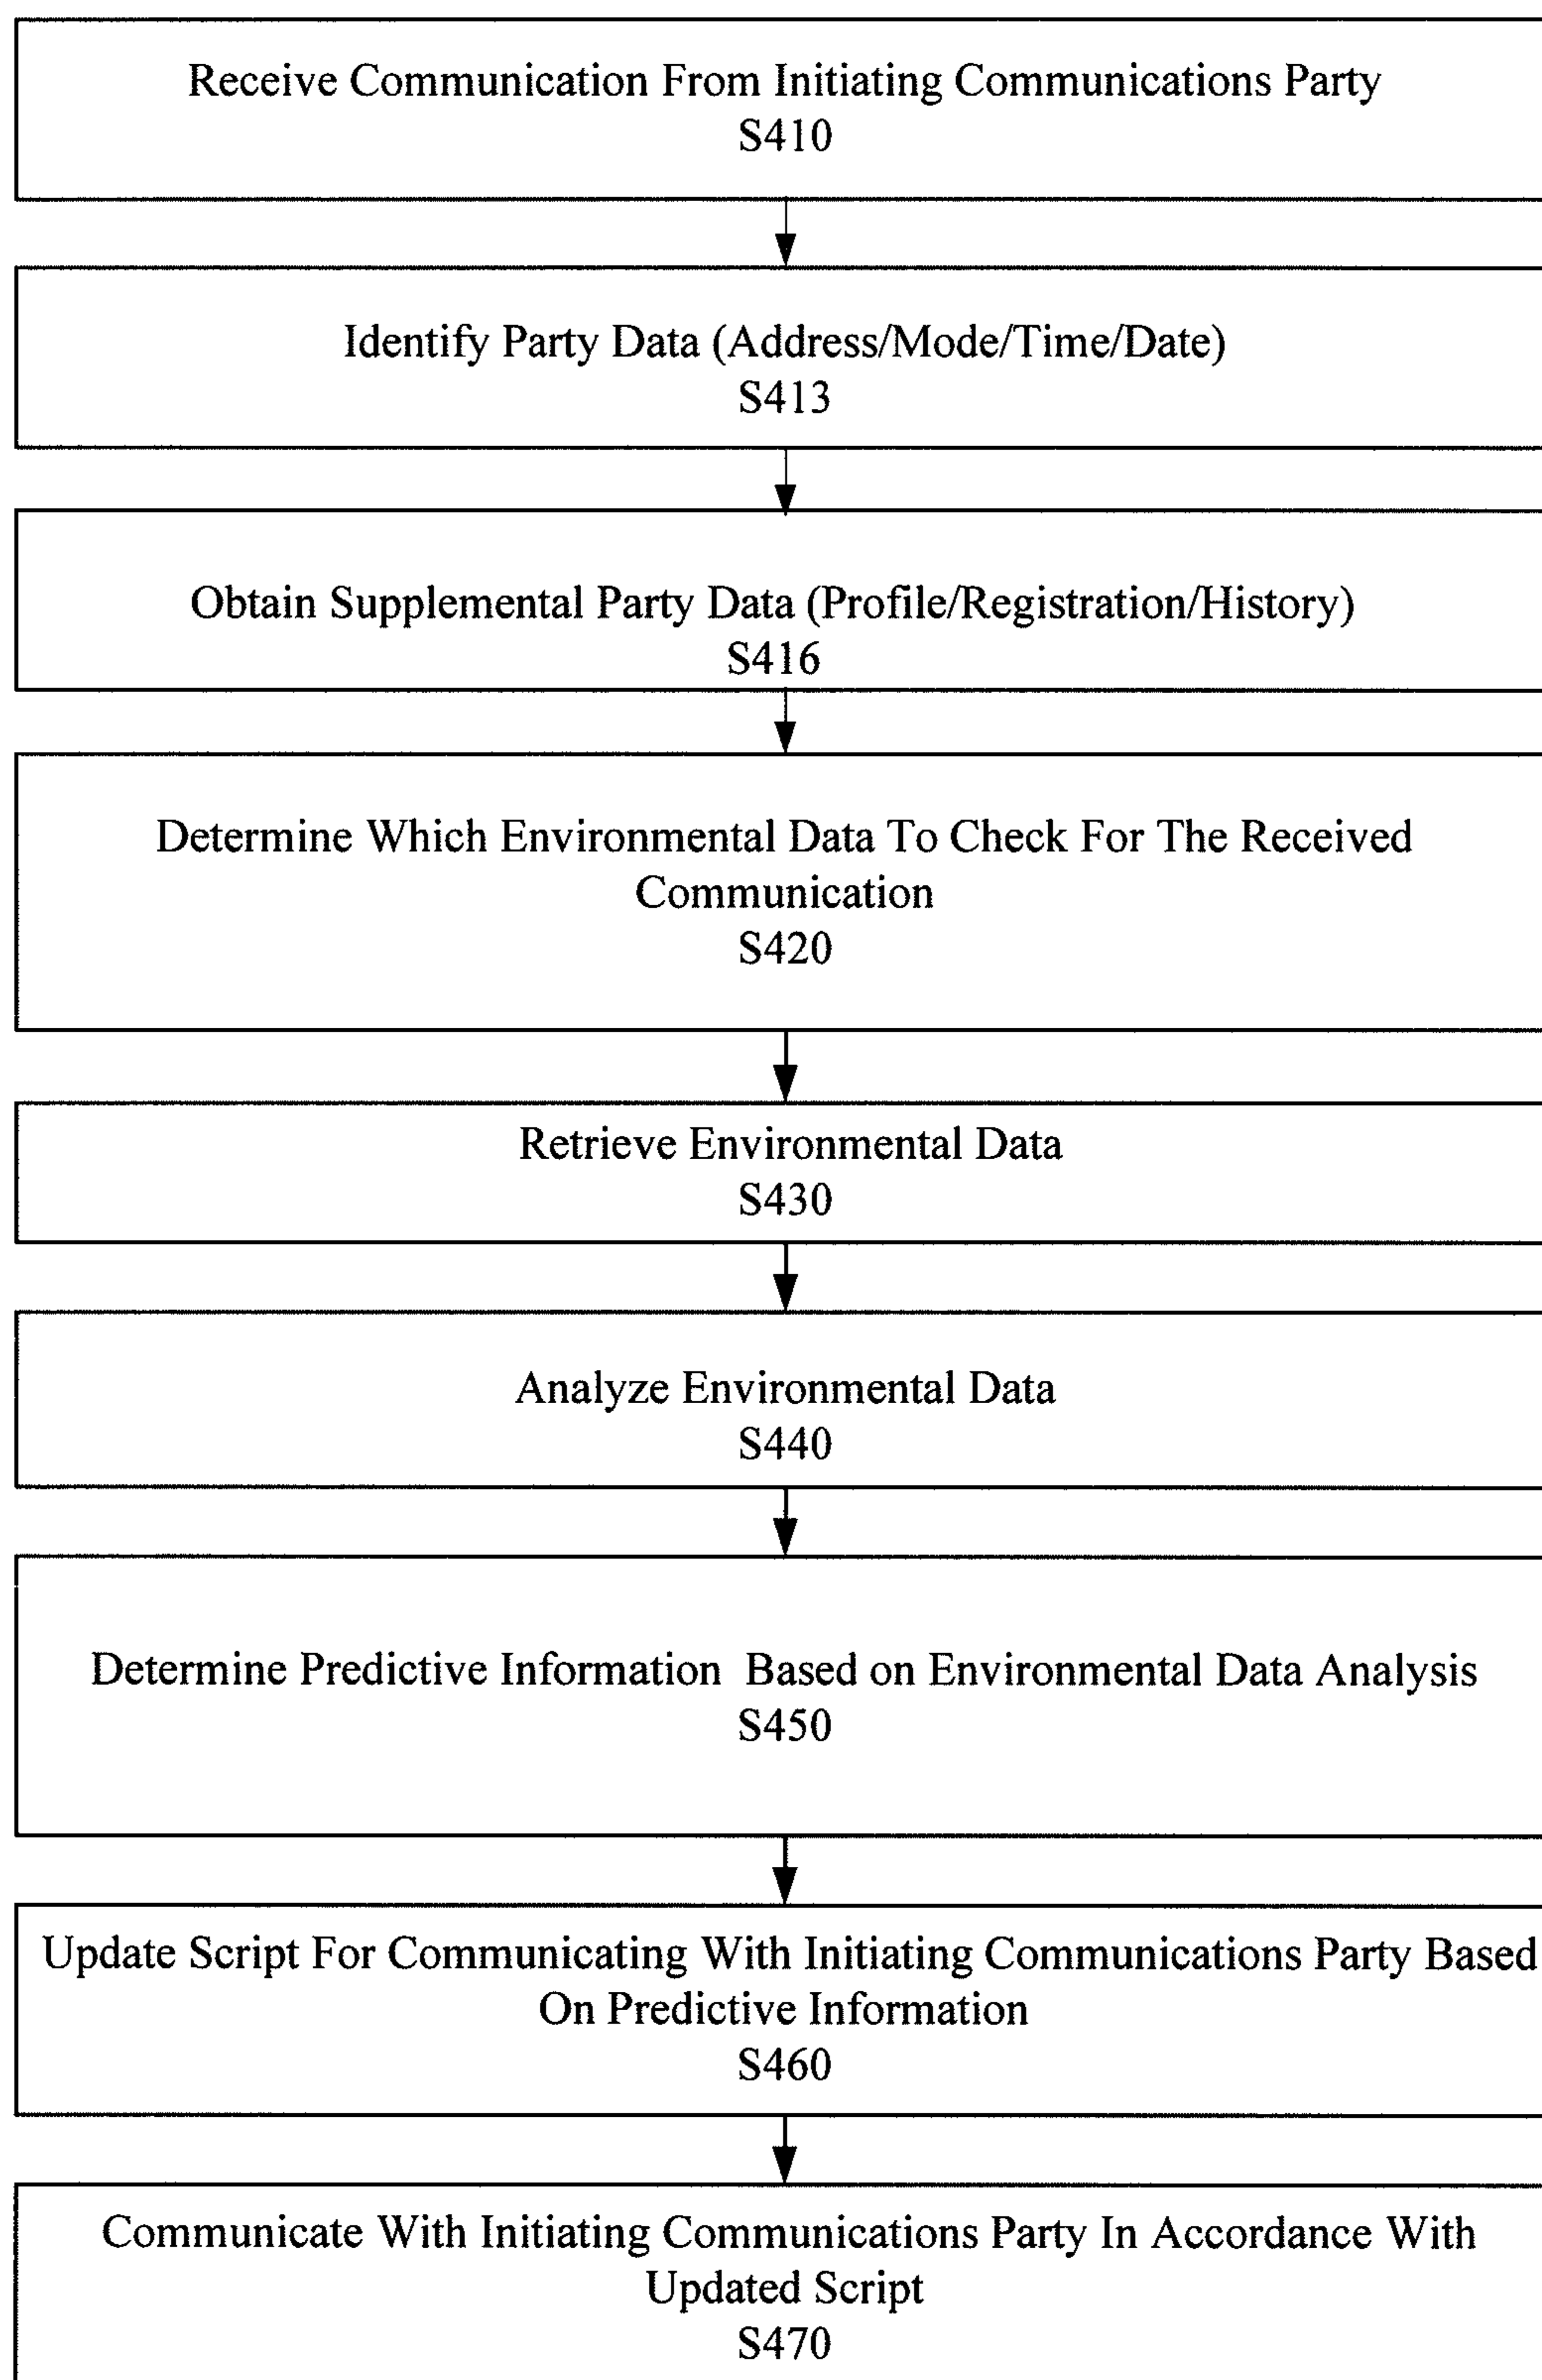 Receive Communication From Initiating Communications Party
S410
Identify Party Data (Address/Mode/Time/Date)
S413
Obtain Supplemental Party Data (Profile/Registration/History)
S416
Determine Which Environmental Data To Check For The Received
Communication
S420
Retrieve Environmental Data
S430
Analyze Environmental Data
S440
Determine Predictive Information Based on Environmental Data Analysis
S450
Update Script For Communicating With Initiating Communications Party Based
On Predictive Information
S460
Communicate With Initiating Communications Party In Accordance With
Updated Script
S470